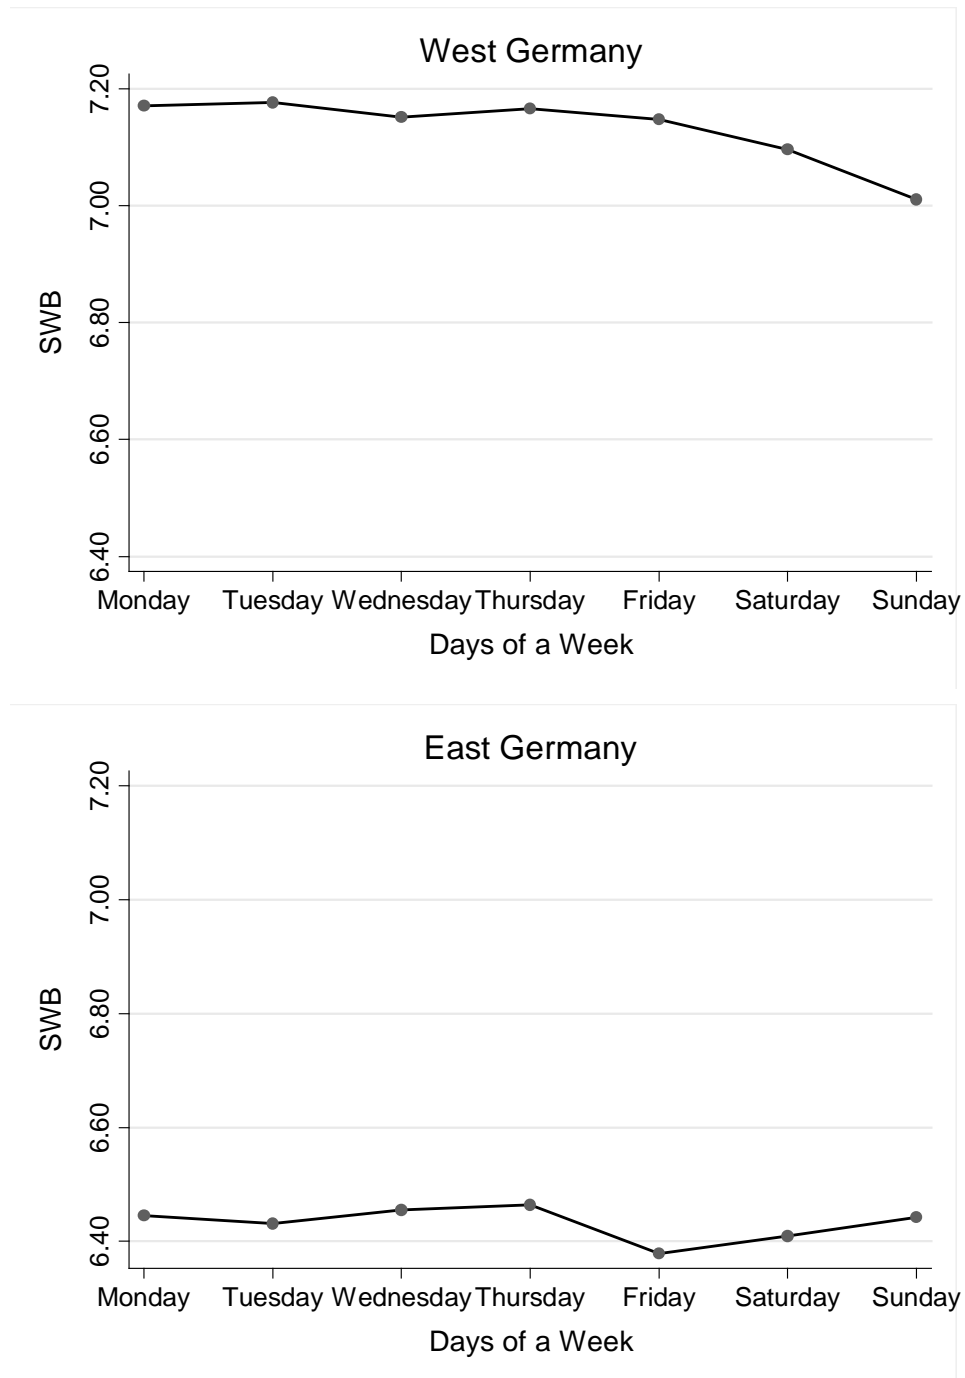 West Germany
7.20
7.00
6.80
6.60
6.40
SWB
Monday Tuesday Wednesday Thursday Friday Saturday Sunday
Days of a Week
East Germany
7.20
7.00
6.80
6.60
6.40
SWB
Monday Tuesday Wednesday Thursday Friday Saturday Sunday
Days of a Week